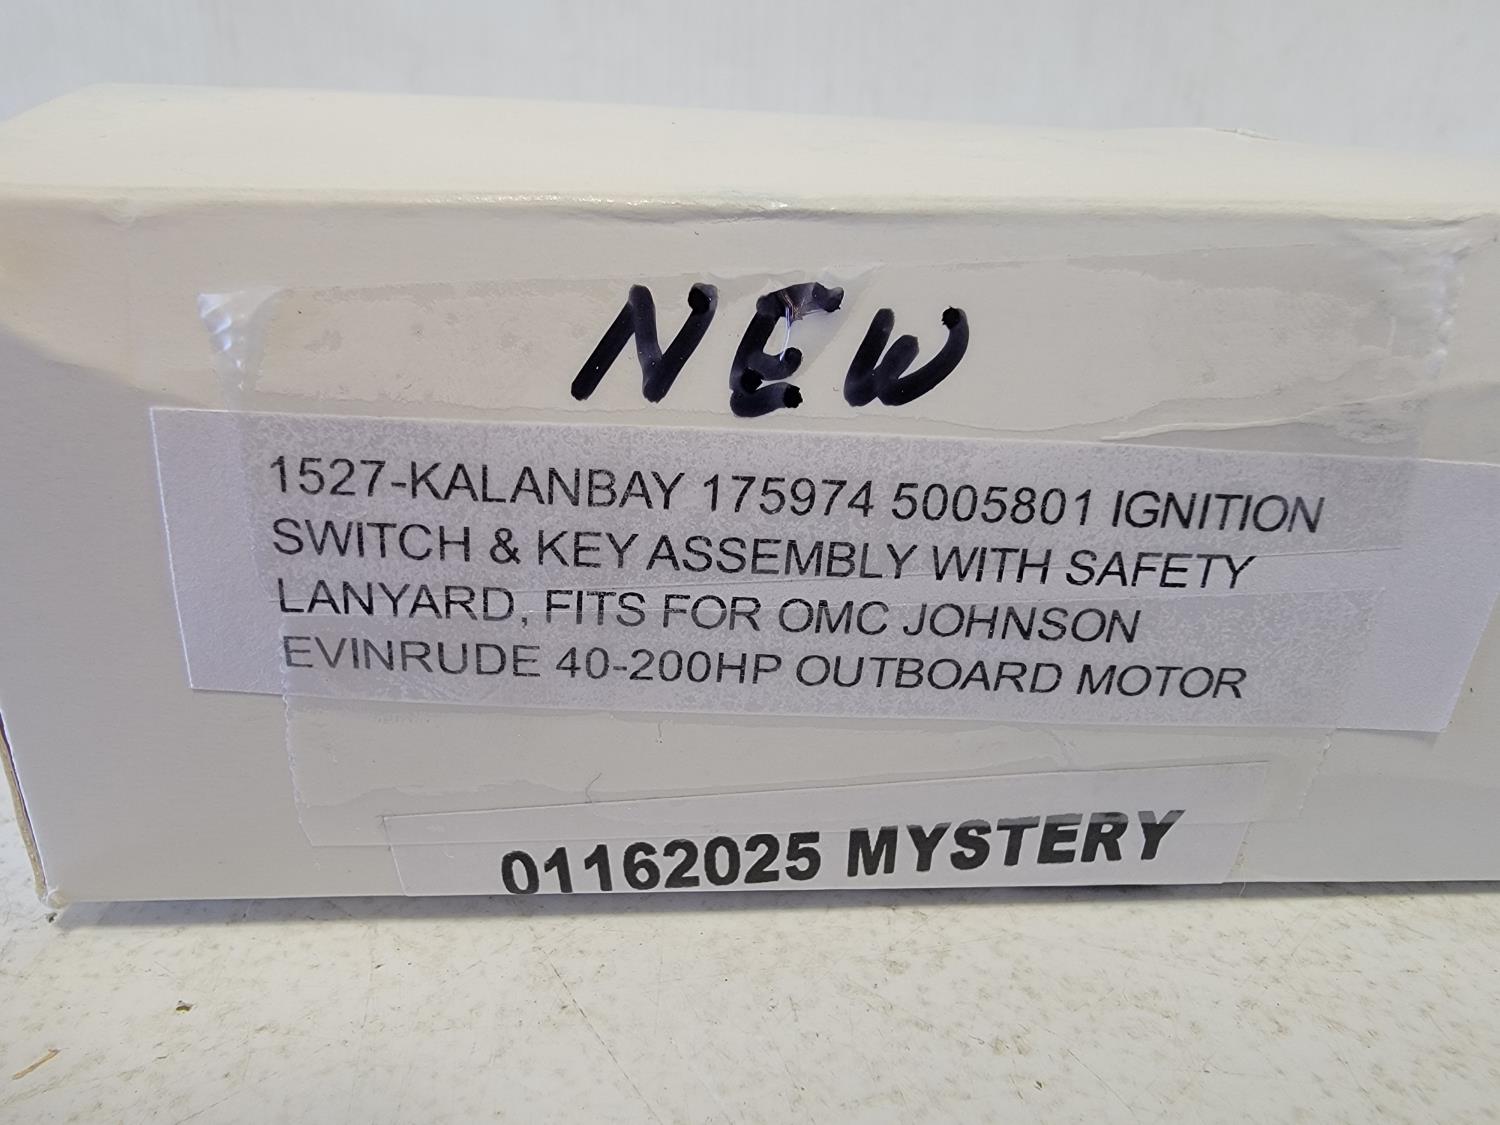 NEW
1527-KALANBAY 175974 5005801 IGNITION
SWITCH & KEY ASSEMBLY WITH SAFETY
LANYARD, FITS FOR OMC JOHNSON
EVINRUDE 40-200HP OUTBOARD MOTOR
01162025 MYSTERY